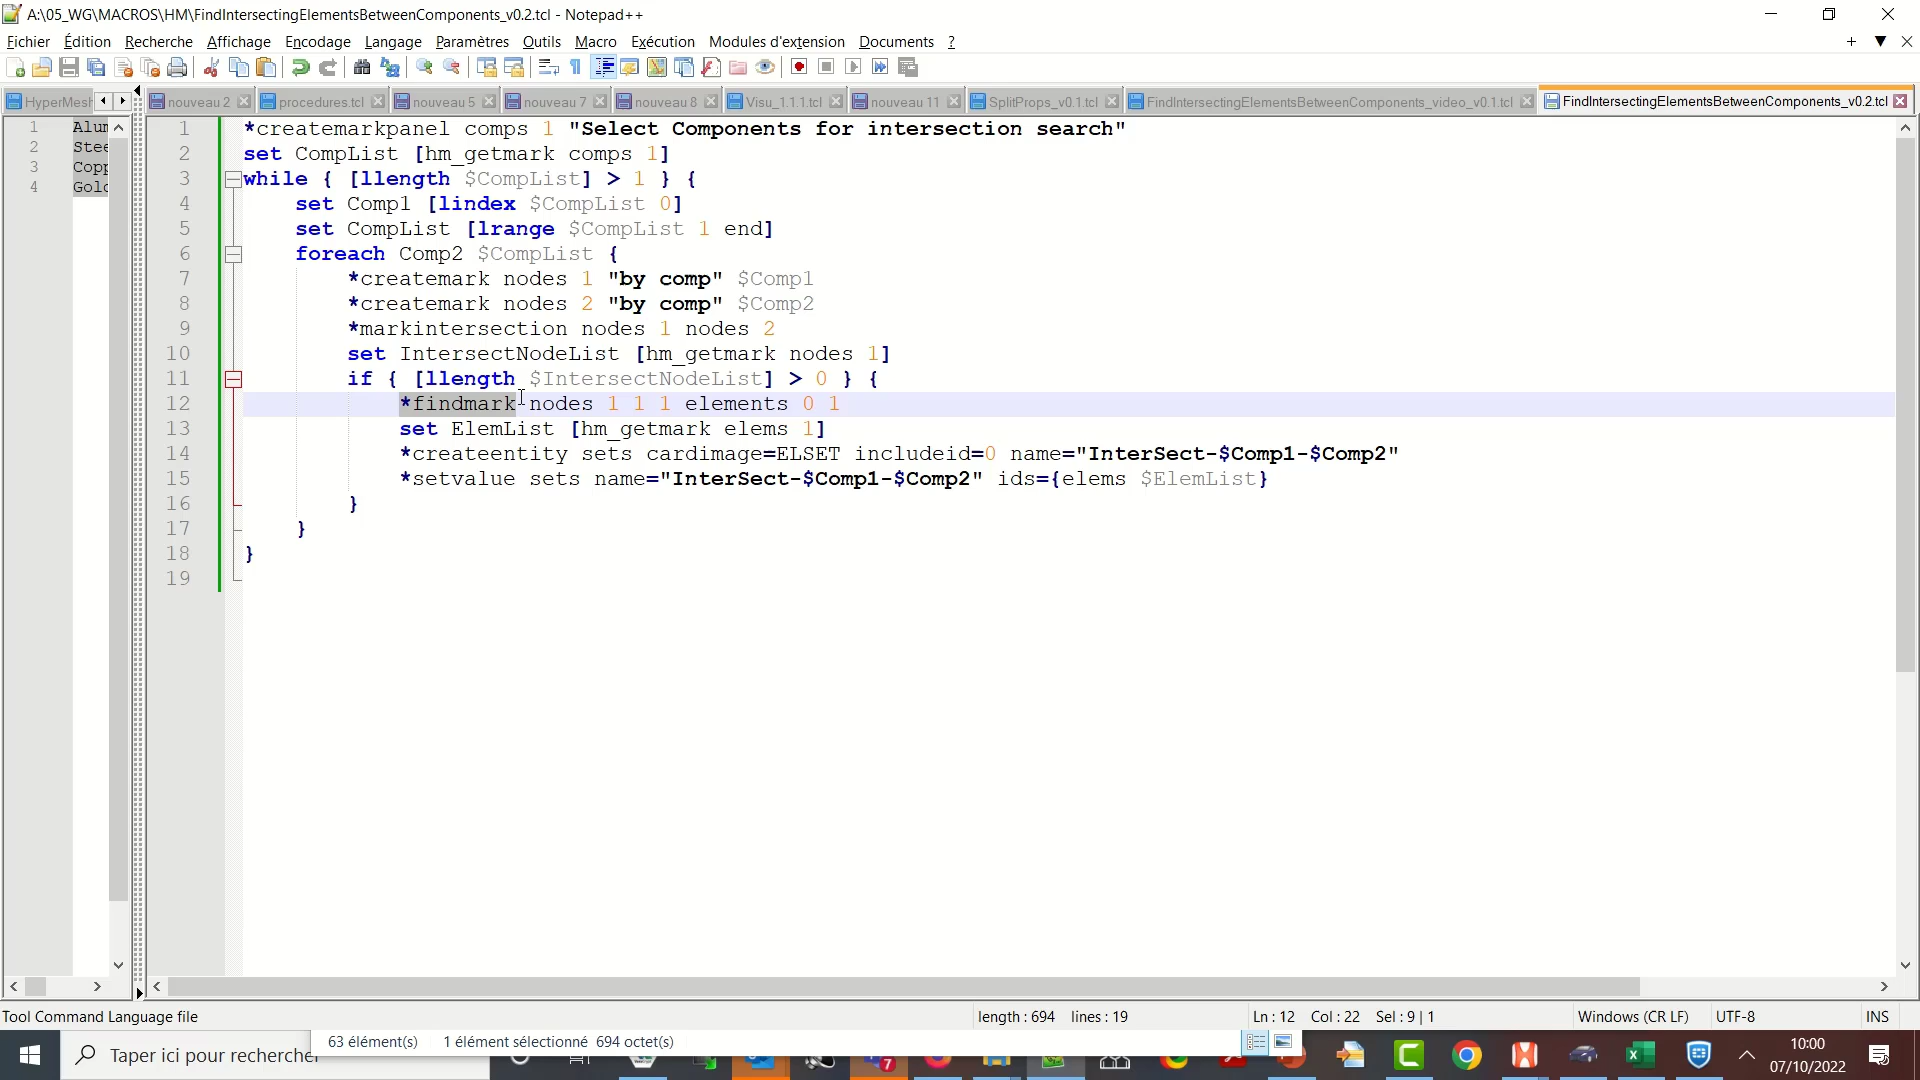 A:\05_WG\MACROS\HM\FindIntersectingElementsBetweenComponents_v0.2.tcl - Notepad++
Fichier Édition Recherche Affichage Encodage Langage Paramètres Outils Macro Exécution Modules d'extension Documents ?
HyperMesh nouveau 2 procedures.tcl nouveau 5 nouveau 7 nouveau 8 Visu_1.1.1.tcl nouveau 11 SplitProps_v0.1.tcl FindIntersectingElementsBetweenComponents_video_v0.1.tcl FindIntersectingElementsBetweenComponents_v0.2.tcl
1 Alum
2 Stee
3 Copp
4 Gold
1 *createmarkpanel comps 1 "Select Components for intersection search"
2 set CompList [hm_getmark comps 1]
3 while { [llength $CompList] > 1 } {
4 set Comp1 [lindex $CompList 0]
5 set CompList [lrange $CompList 1 end]
6 foreach Comp2 $CompList {
7 *createmark nodes 1 "by comp" $Comp1
8 *createmark nodes 2 "by comp" $Comp2
9 *markintersection nodes 1 nodes 2
10 set IntersectNodeList [hm_getmark nodes 1]
11 if { [llength $IntersectNodeList] > 0 } {
12 *findmark nodes 1 1 1 elements 0 1
13 set ElemList [hm_getmark elems 1]
14 *createentity sets cardimage=ELSET includeid=0 name="InterSect-$Comp1-$Comp2"
15 *setvalue sets name="InterSect-$Comp1-$Comp2" ids={elems $ElemList}
16 }
17 }
18 }
19
Tool Command Language file length : 694 lines : 19 Ln : 12 Col : 22 Sel : 9 | 1 Windows (CR LF) UTF-8 INS
63 élément(s) 1 élément sélectionné 694 octet(s)
Taper ici pour rechercher
7
10:00
07/10/2022